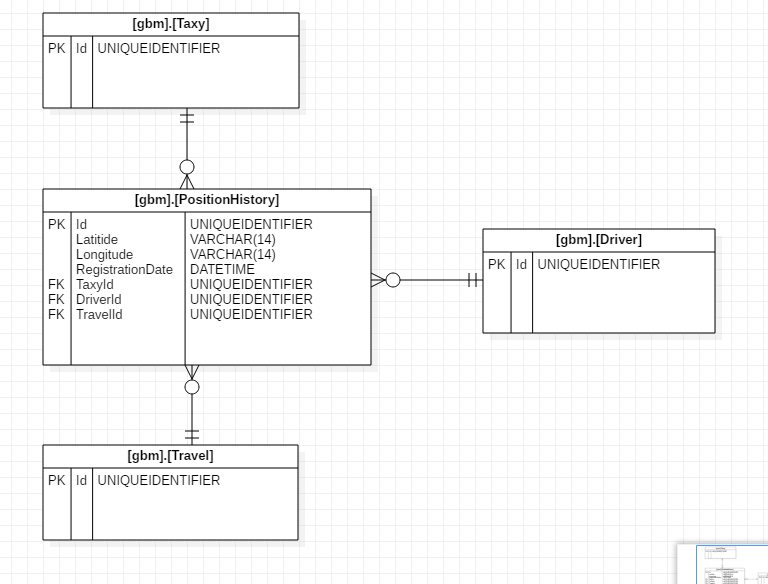 [gbm].[Taxy]
PK Id UNIQUEIDENTIFIER
[gbm].[PositionHistory]
PK Id UNIQUEIDENTIFIER
Latitide VARCHAR(14)
Longitude VARCHAR(14)
RegistrationDate DATETIME
FK TaxyId UNIQUEIDENTIFIER
FK DriverId UNIQUEIDENTIFIER
FK TravelId UNIQUEIDENTIFIER
[gbm].[Driver]
PK Id UNIQUEIDENTIFIER
[gbm].[Travel]
PK Id UNIQUEIDENTIFIER